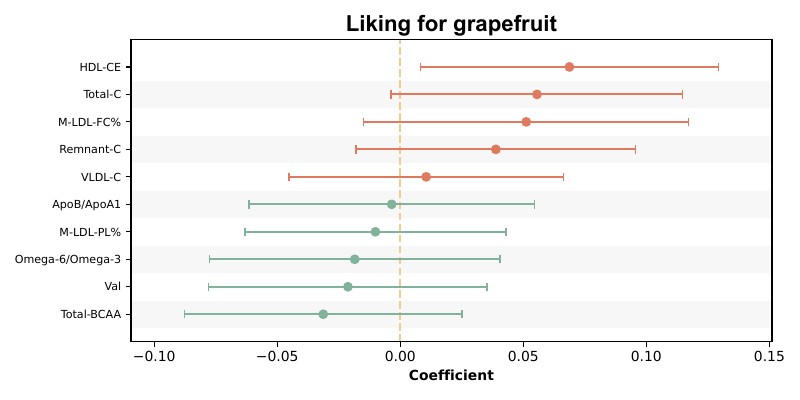 Liking for grapefruit
HDL-CE
Total-C
M-LDL-FC%
Remnant-C
VLDL-C
ApoB/ApoA1
M-LDL-PL%
Omega-6/Omega-3
Val
Total-BCAA
−0.10 −0.05 0.00 0.05 0.10 0.15
Coefficient